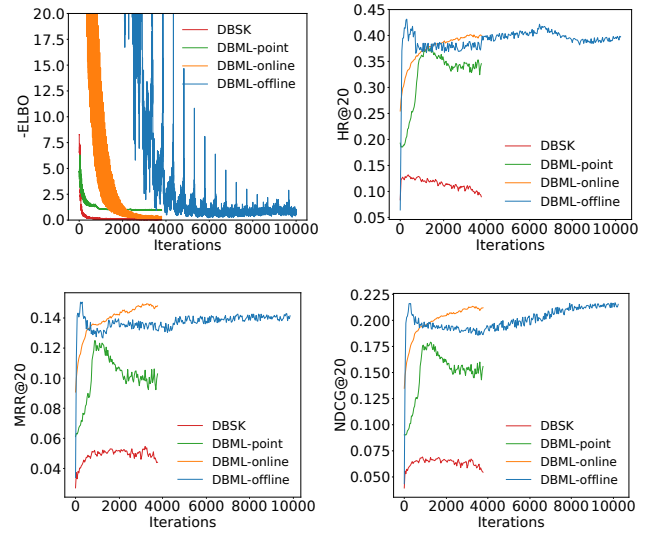 20.0
17.5
15.0
12.5
10.0
7.5
5.0
2.5
0.0
-ELBO
DBSK
DBML-point
DBML-online
DBML-offline
0 2000 4000 6000 8000 10000
Iterations
0.45
0.40
0.35
0.30
0.25
0.20
0.15
0.10
0.05
HR@20
DBSK
DBML-point
DBML-online
DBML-offline
0 2000 4000 6000 8000 10000
Iterations
0.14
0.12
0.10
0.08
0.06
0.04
MRR@20
DBSK
DBML-point
DBML-online
DBML-offline
0 2000 4000 6000 8000 10000
Iterations
0.225
0.200
0.175
0.150
0.125
0.100
0.075
0.050
NDCG@20
DBSK
DBML-point
DBML-online
DBML-offline
0 2000 4000 6000 8000 10000
Iterations